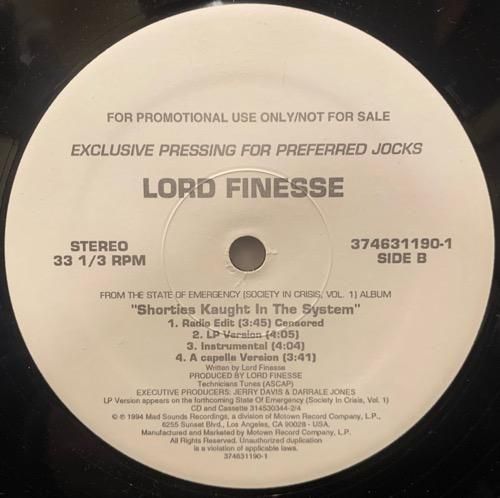 FOR PROMOTIONAL USE ONLY/NOT FOR SALE
EXCLUSIVE PRESSING FOR PREFERRED JOCKS
LORD FINESSE
STEREO
33 1/3 RPM
374631190-1
SIDE B
FROM THE STATE OF EMERGENCY (SOCIETY IN CRISIS, VOL. 1) ALBUM
"Shorties Kaught In The System"
1. Radio Edit (3:45) Censored
2. LP Version (4:05)
3. Instrumental (4:04)
4. A capella Version (3:41)
Written by Lord Finesse
PRODUCED BY LORD FINESSE
Technicians Tunes (ASCAP)
EXECUTIVE PRODUCERS: JERRY DAVIS & DARRALE JONES
LP Version appears on the forthcoming State Of Emergency (Society In Crisis, Vol. 1)
CD and Cassette 314530344-2/4
© ℗ 1994 Mad Sounds Recordings, a division of Motown Record Company, L.P.,
6255 Sunset Blvd., Los Angeles, CA 90028 - USA.
Manufactured and Marketed by Motown Record Company, L.P.
All Rights Reserved. Unauthorized duplication
is a violation of applicable laws.
374631190-1